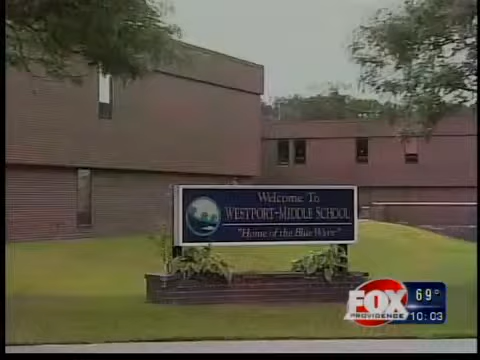 Welcome To
WESTPORT-MIDDLE SCHOOL
"Home of the Blue Wave"
FOX 69°
PROVIDENCE 10:03